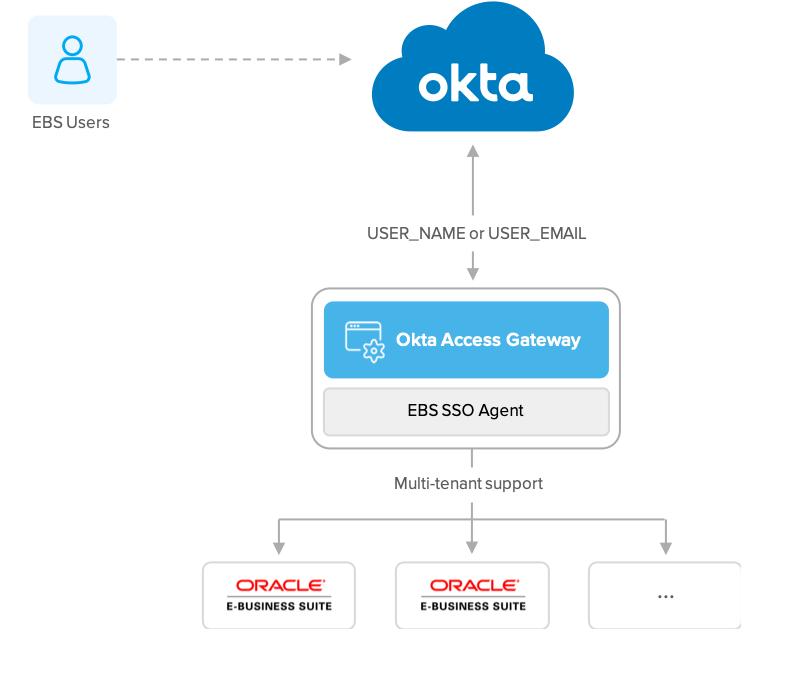 okta
EBS Users
USER_NAME or USER_EMAIL
Okta Access Gateway
EBS SSO Agent
Multi-tenant support
ORACLE®
E-BUSINESS SUITE
ORACLE®
E-BUSINESS SUITE
...